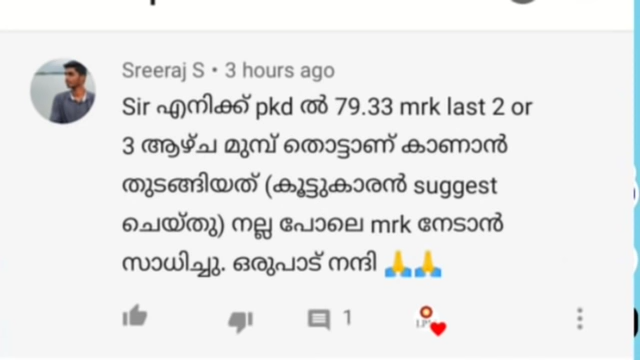 Sreeraj S • 3 hours ago
Sir എനിക്ക് pkd ൽ 79.33 mrk last 2 or
3 ആഴ്ച മുമ്പ് തൊട്ടാണ് കാണാൻ
തുടങ്ങിയത് (കൂട്ടുകാരൻ suggest
ചെയ്തു) നല്ല പോലെ mrk നേടാൻ
സാധിച്ചു. ഒരുപാട് നന്ദി 🙏🙏
1